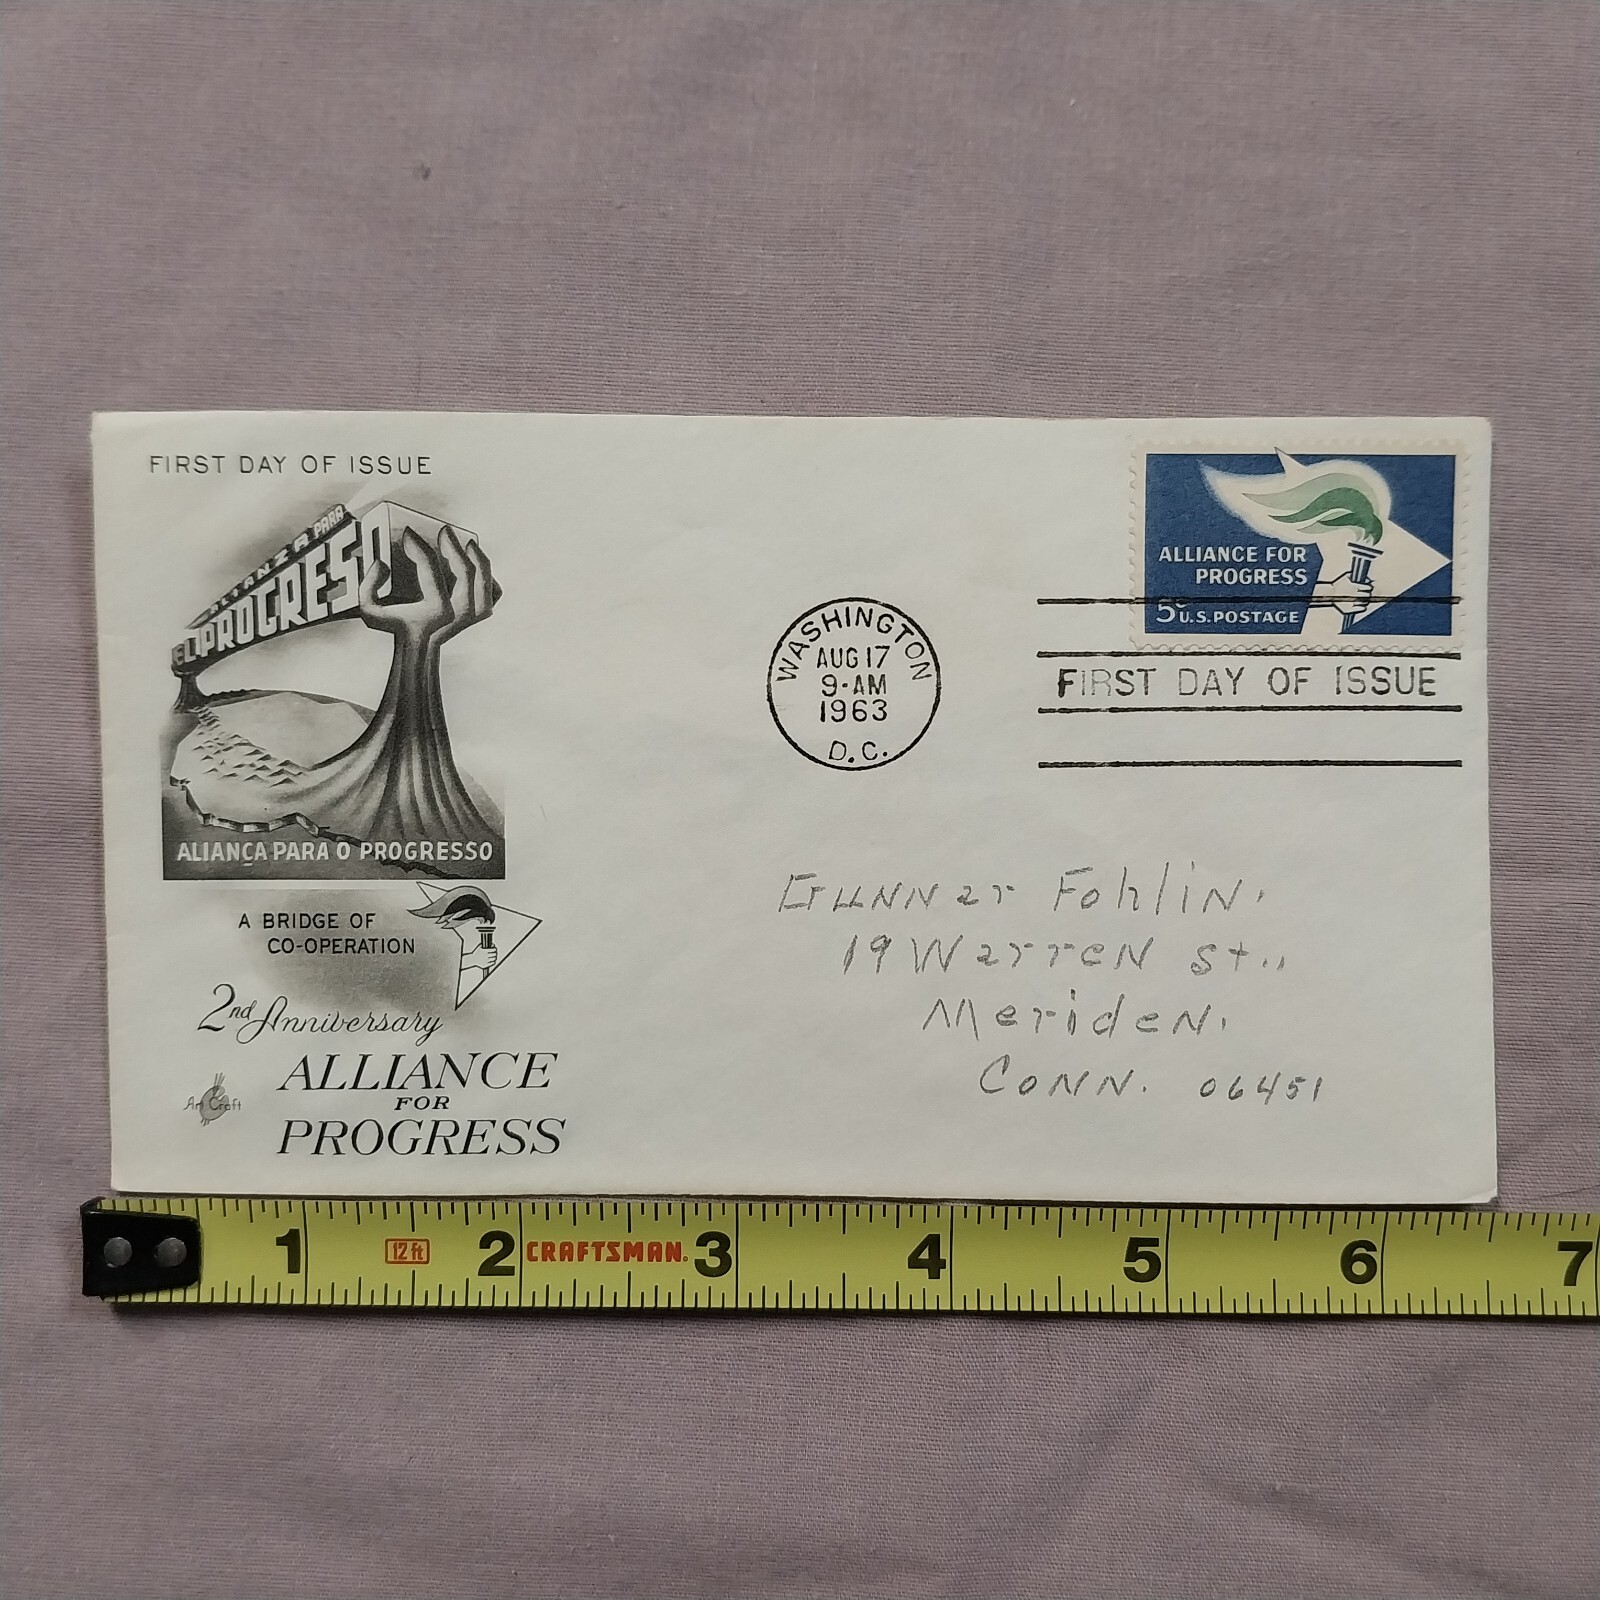 FIRST DAY OF ISSUE
ALIANZA PARA
EL PROGRESO
ALIANÇA PARA O PROGRESSO
A BRIDGE OF
CO-OPERATION
2nd Anniversary
ALLIANCE
FOR
PROGRESS
Art Craft
WASHINGTON
AUG 17
9-AM
1963
D.C.
ALLIANCE FOR
PROGRESS
5¢ U.S. POSTAGE
FIRST DAY OF ISSUE
Gunnar Fohlin.
19 Warren St.,
Meriden.
Conn. 06451
1 12 ft 2 CRAFTSMAN. 3 4 5 6 7